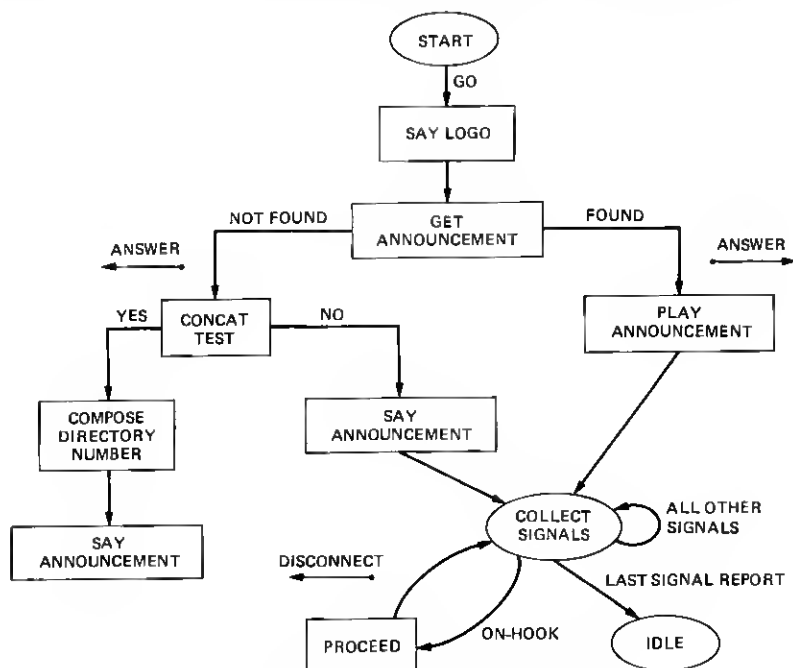 START
GO
SAY LOGO
NOT FOUND
GET
ANNOUNCEMENT
FOUND
ANSWER
ANSWER
YES
CONCAT
TEST
NO
PLAY
ANNOUNCEMENT
COMPOSE
DIRECTORY
NUMBER
SAY
ANNOUNCEMENT
SAY
ANNOUNCEMENT
COLLECT
SIGNALS
ALL OTHER
SIGNALS
DISCONNECT
LAST SIGNAL REPORT
PROCEED
ON-HOOK
IDLE